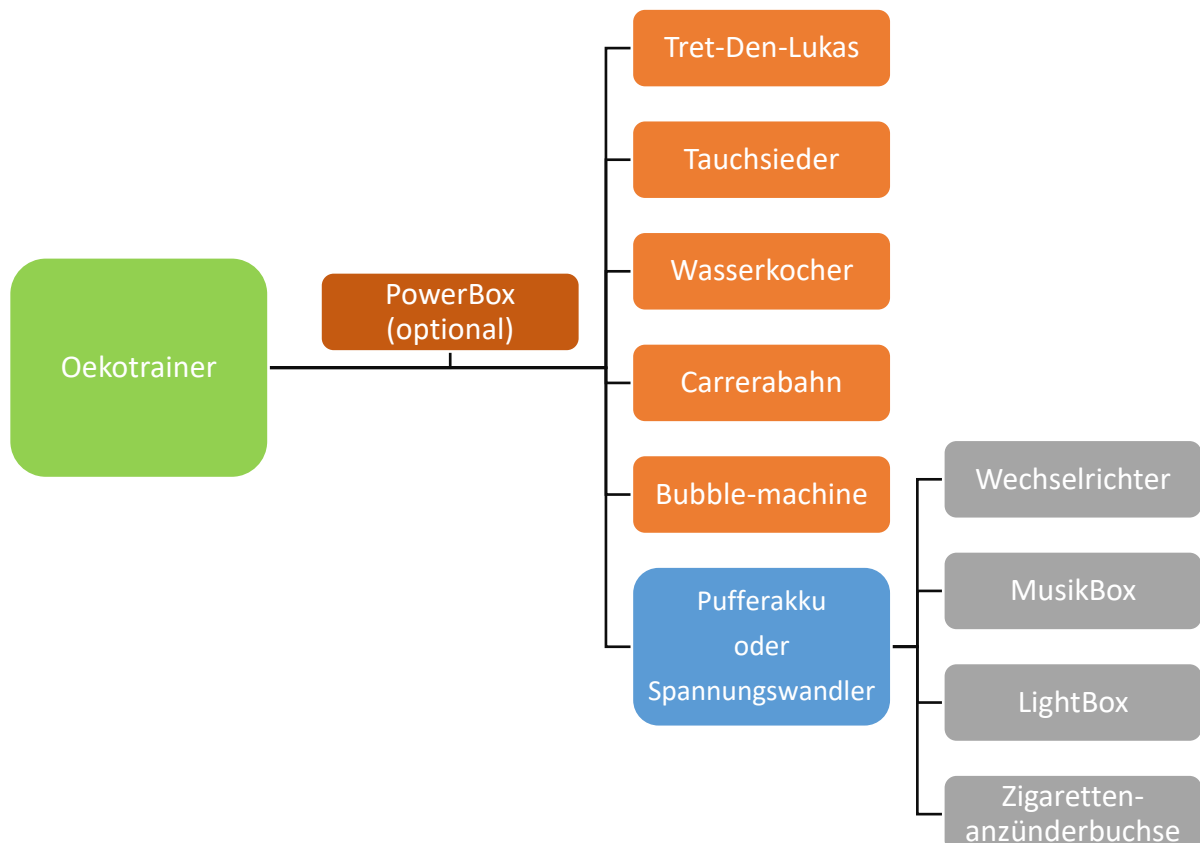 Tret-Den-Lukas
Tauchsieder
Wasserkocher
PowerBox
(optional)
Oekotrainer
Carrerabahn
Bubble-machine
Wechselrichter
Pufferakku
oder
Spannungswandler
MusikBox
LightBox
Zigaretten-
anzünderbuchse